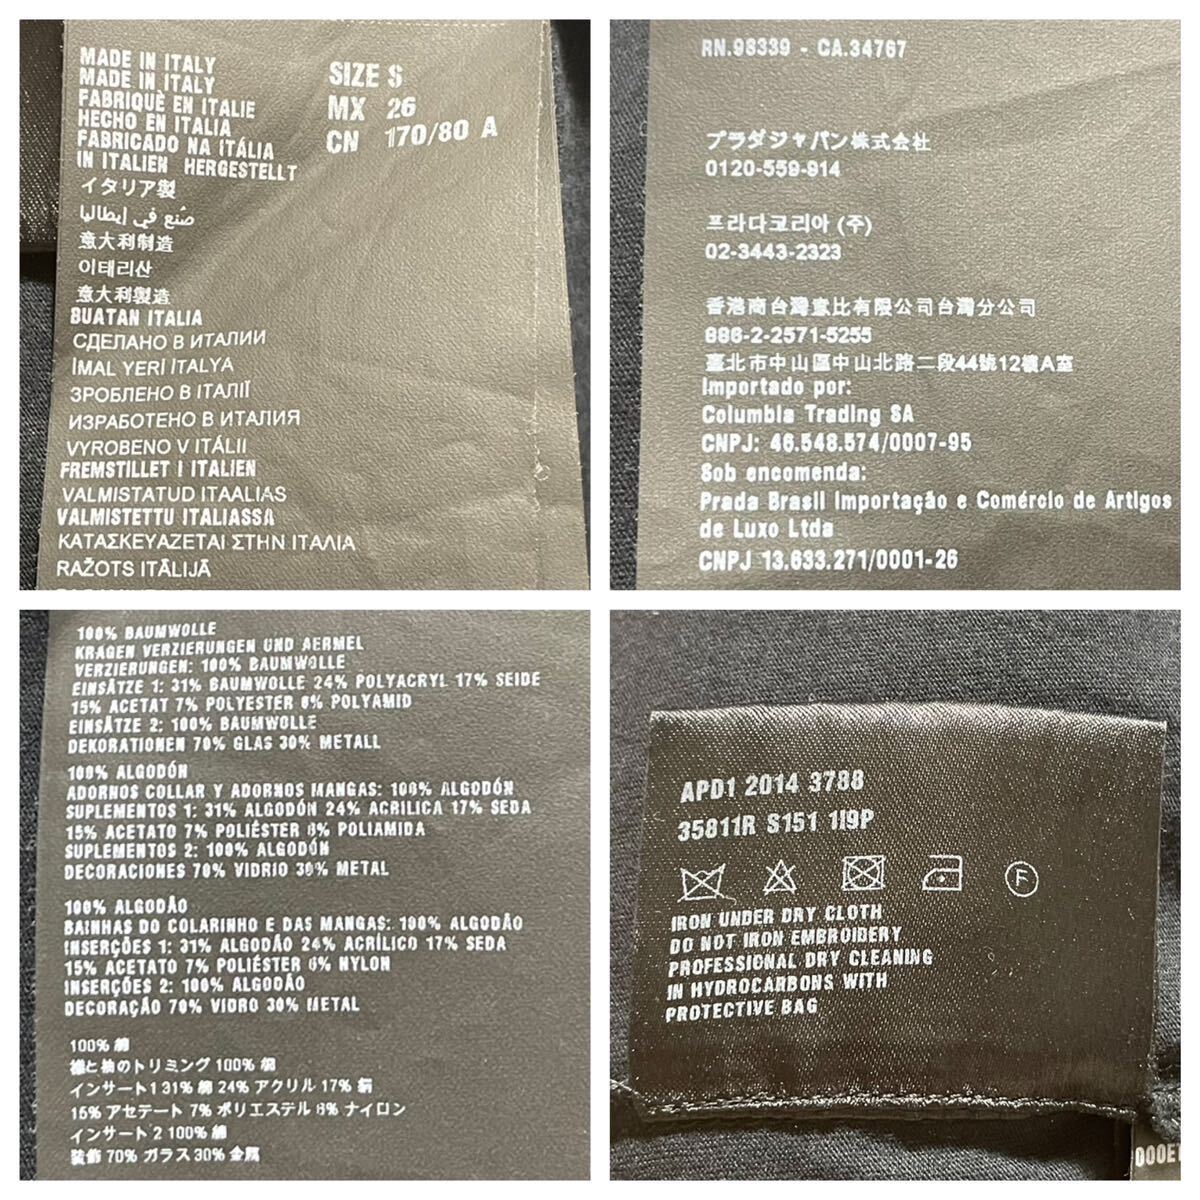 MADE IN ITALY
MADE IN ITALY
FABRIQUÈ EN ITALIE
HECHO EN ITALIA
FABRICADO NA ITÁLIA
IN ITALIEN HERGESTELLT
イタリア製
صُنع في إيطاليا
意大利制造
이태리산
意大利製造
BUATAN ITALIA
СДЕЛАНО В ИТАЛИИ
İMAL YERİ İTALYA
ЗРОБЛЕНО В ІТАЛІЇ
ИЗРАБОТЕНО В ИТАЛИЯ
VYROBENO V ITÁLII
FREMSTILLET I ITALIEN
VALMISTATUD ITAALIAS
VALMISTETTU ITALIASSA
ΚΑΤΑΣΚΕΥΑΖΕΤΑΙ ΣΤΗΝ ΙΤΑΛΙΑ
RAŽOTS ITĀLIJĀ
SIZE S
MX 26
CN 170/80 A
RN.98339 - CA.34767
プラダジャパン株式会社
0120-559-914
프라다코리아 (주)
02-3443-2323
香港商台灣意比有限公司台灣分公司
886-2-2571-5255
臺北市中山區中山北路二段44號12樓A室
Importado por:
Columbia Trading SA
CNPJ: 46.548.574/0007-95
Sob encomenda:
Prada Brasil Importação e Comércio de Artigos
de Luxo Ltda
CNPJ 13.633.271/0001-26
100% BAUMWOLLE
KRAGEN VERZIERUNGEN UND AERMEL
VERZIERUNGEN: 100% BAUMWOLLE
EINSÄTZE 1: 31% BAUMWOLLE 24% POLYACRYL 17% SEIDE
15% ACETAT 7% POLYESTER 6% POLYAMID
EINSÄTZE 2: 100% BAUMWOLLE
DEKORATIONEN 70% GLAS 30% METALL
100% ALGODÓN
ADORNOS COLLAR Y ADORNOS MANGAS: 100% ALGODÓN
SUPLEMENTOS 1: 31% ALGODÓN 24% ACRILICA 17% SEDA
15% ACETATO 7% POLIÉSTER 6% POLIAMIDA
SUPLEMENTOS 2: 100% ALGODÓN
DECORACIONES 70% VIDRIO 30% METAL
100% ALGODÃO
BAINHAS DO COLARINHO E DAS MANGAS: 100% ALGODÃO
INSERÇÕES 1: 31% ALGODÃO 24% ACRÍLICO 17% SEDA
15% ACETATO 7% POLIÉSTER 6% NYLON
INSERÇÕES 2: 100% ALGODÃO
DECORAÇÃO 70% VIDRO 30% METAL
100% 綿
襟と袖のトリミング 100% 綿
インサート1 31% 綿 24% アクリル 17% 絹
15% アセテート 7% ポリエステル 6% ナイロン
インサート 2 100% 綿
装飾 70% ガラス 30% 金属
APD1 2014 3788
35811R S151 1I9P
F
IRON UNDER DRY CLOTH
DO NOT IRON EMBROIDERY
PROFESSIONAL DRY CLEANING
IN HYDROCARBONS WITH
PROTECTIVE BAG